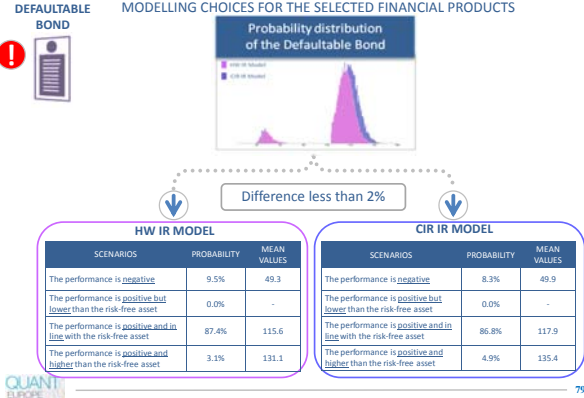 DEFAULTABLE
BOND
MODELLING CHOICES FOR THE SELECTED FINANCIAL PRODUCTS
!
Probability distribution
of the Defaultable Bond
HW IR Model
CIR IR Model
Difference less than 2%
HW IR MODEL
SCENARIOS PROBABILITY MEAN VALUES
The performance is negative 9.5% 49.3
The performance is positive but
lower than the risk-free asset 0.0% -
The performance is positive and in
line with the risk-free asset 87.4% 115.6
The performance is positive and
higher than the risk-free asset 3.1% 131.1
CIR IR MODEL
SCENARIOS PROBABILITY MEAN VALUES
The performance is negative 8.3% 49.9
The performance is positive but
lower than the risk-free asset 0.0% -
The performance is positive and in
line with the risk-free asset 86.8% 117.9
The performance is positive and
higher than the risk-free asset 4.9% 135.4
QUANT
EUROPE
79